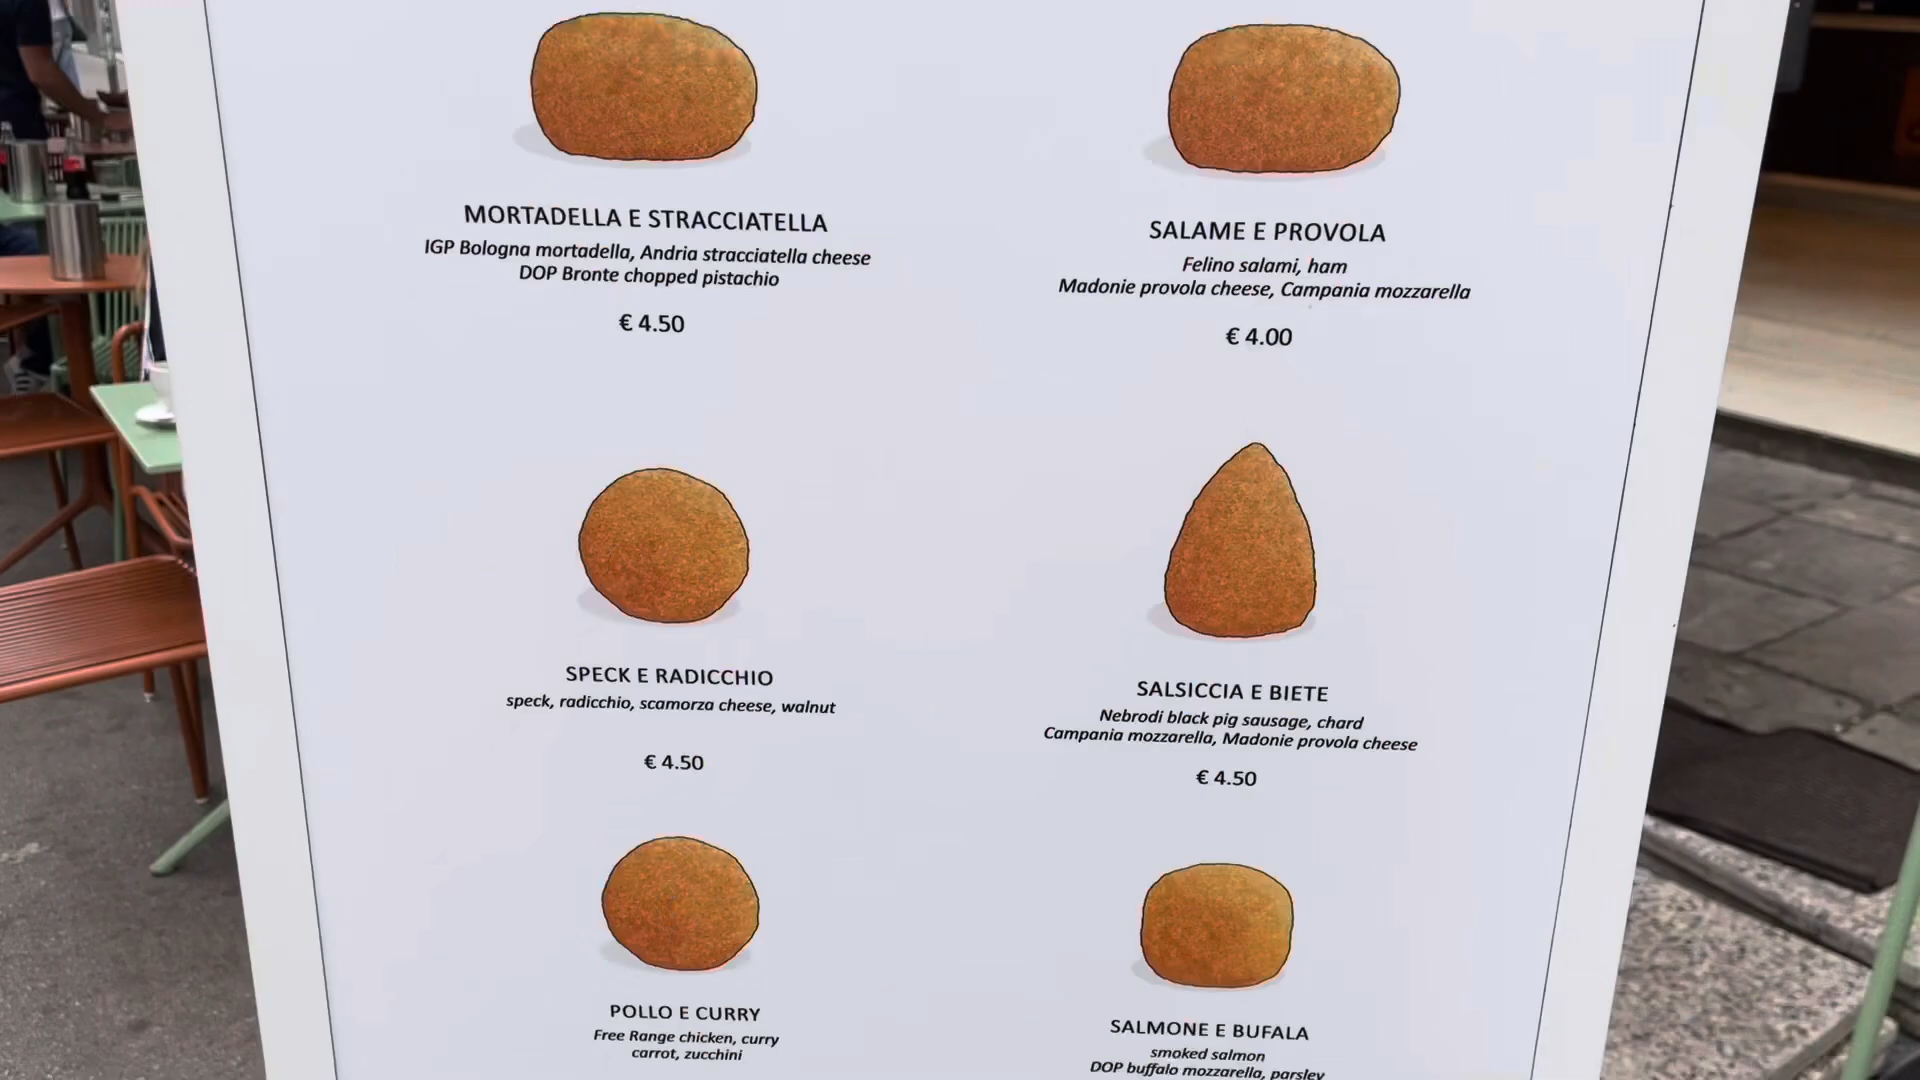 MORTADELLA E STRACCIATELLA
IGP Bologna mortadella, Andria stracciatella cheese
DOP Bronte chopped pistachio
€ 4.50
SALAME E PROVOLA
Felino salami, ham
Madonie provola cheese, Campania mozzarella
€ 4.00
SPECK E RADICCHIO
speck, radicchio, scamorza cheese, walnut
€ 4.50
SALSICCIA E BIETE
Nebrodi black pig sausage, chard
Campania mozzarella, Madonie provola cheese
€ 4.50
POLLO E CURRY
Free Range chicken, curry
carrot, zucchini
SALMONE E BUFALA
smoked salmon
DOP buffalo mozzarella, parsley